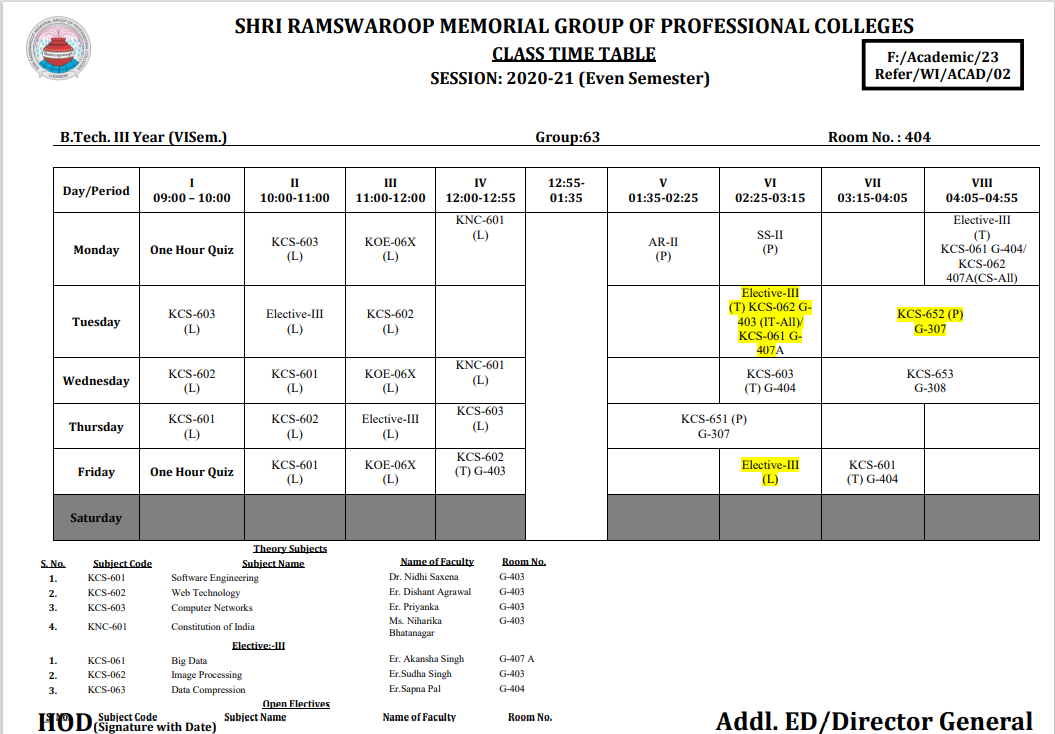 SHRI RAMSWAROOP MEMORIAL GROUP OF PROFESSIONAL COLLEGES
CLASS TIME TABLE
SESSION: 2020-21 (Even Semester)
F:/Academic/23
Refer/WI/ACAD/02
B.Tech. III Year (VISem.) Group:63 Room No. : 404
Day/Period
I
09:00 – 10:00
II
10:00-11:00
III
11:00-12:00
IV
12:00-12:55
12:55-
01:35
V
01:35-02:25
VI
02:25-03:15
VII
03:15-04:05
VIII
04:05–04:55
Monday
One Hour Quiz
KCS-603
(L)
KOE-06X
(L)
KNC-601
(L)
AR-II
(P)
SS-II
(P)
Elective-III
(T)
KCS-061 G-404/
KCS-062
407A(CS-All)
Tuesday
KCS-603
(L)
Elective-III
(L)
KCS-602
(L)
Elective-III
(T) KCS-062 G-
403 (IT-All)/
KCS-061 G-
407A
KCS-652 (P)
G-307
Wednesday
KCS-602
(L)
KCS-601
(L)
KOE-06X
(L)
KNC-601
(L)
KCS-603
(T) G-404
KCS-653
G-308
Thursday
KCS-601
(L)
KCS-602
(L)
Elective-III
(L)
KCS-603
(L)
KCS-651 (P)
G-307
Friday
One Hour Quiz
KCS-601
(L)
KOE-06X
(L)
KCS-602
(T) G-403
Elective-III
(L)
KCS-601
(T) G-404
Saturday
Theory Subjects
S. No. Subject Code Subject Name Name of Faculty Room No.
1. KCS-601 Software Engineering Dr. Nidhi Saxena G-403
2. KCS-602 Web Technology Er. Dishant Agrawal G-403
3. KCS-603 Computer Networks Er. Priyanka G-403
4. KNC-601 Constitution of India Ms. Niharika Bhatanagar G-403
Elective:-III
1. KCS-061 Big Data Er. Akansha Singh G-407 A
2. KCS-062 Image Processing Er.Sudha Singh G-403
3. KCS-063 Data Compression Er.Sapna Pal G-404
Open Electives
S. No. Subject Code Subject Name Name of Faculty Room No.
HOD(Signature with Date) Addl. ED/Director General